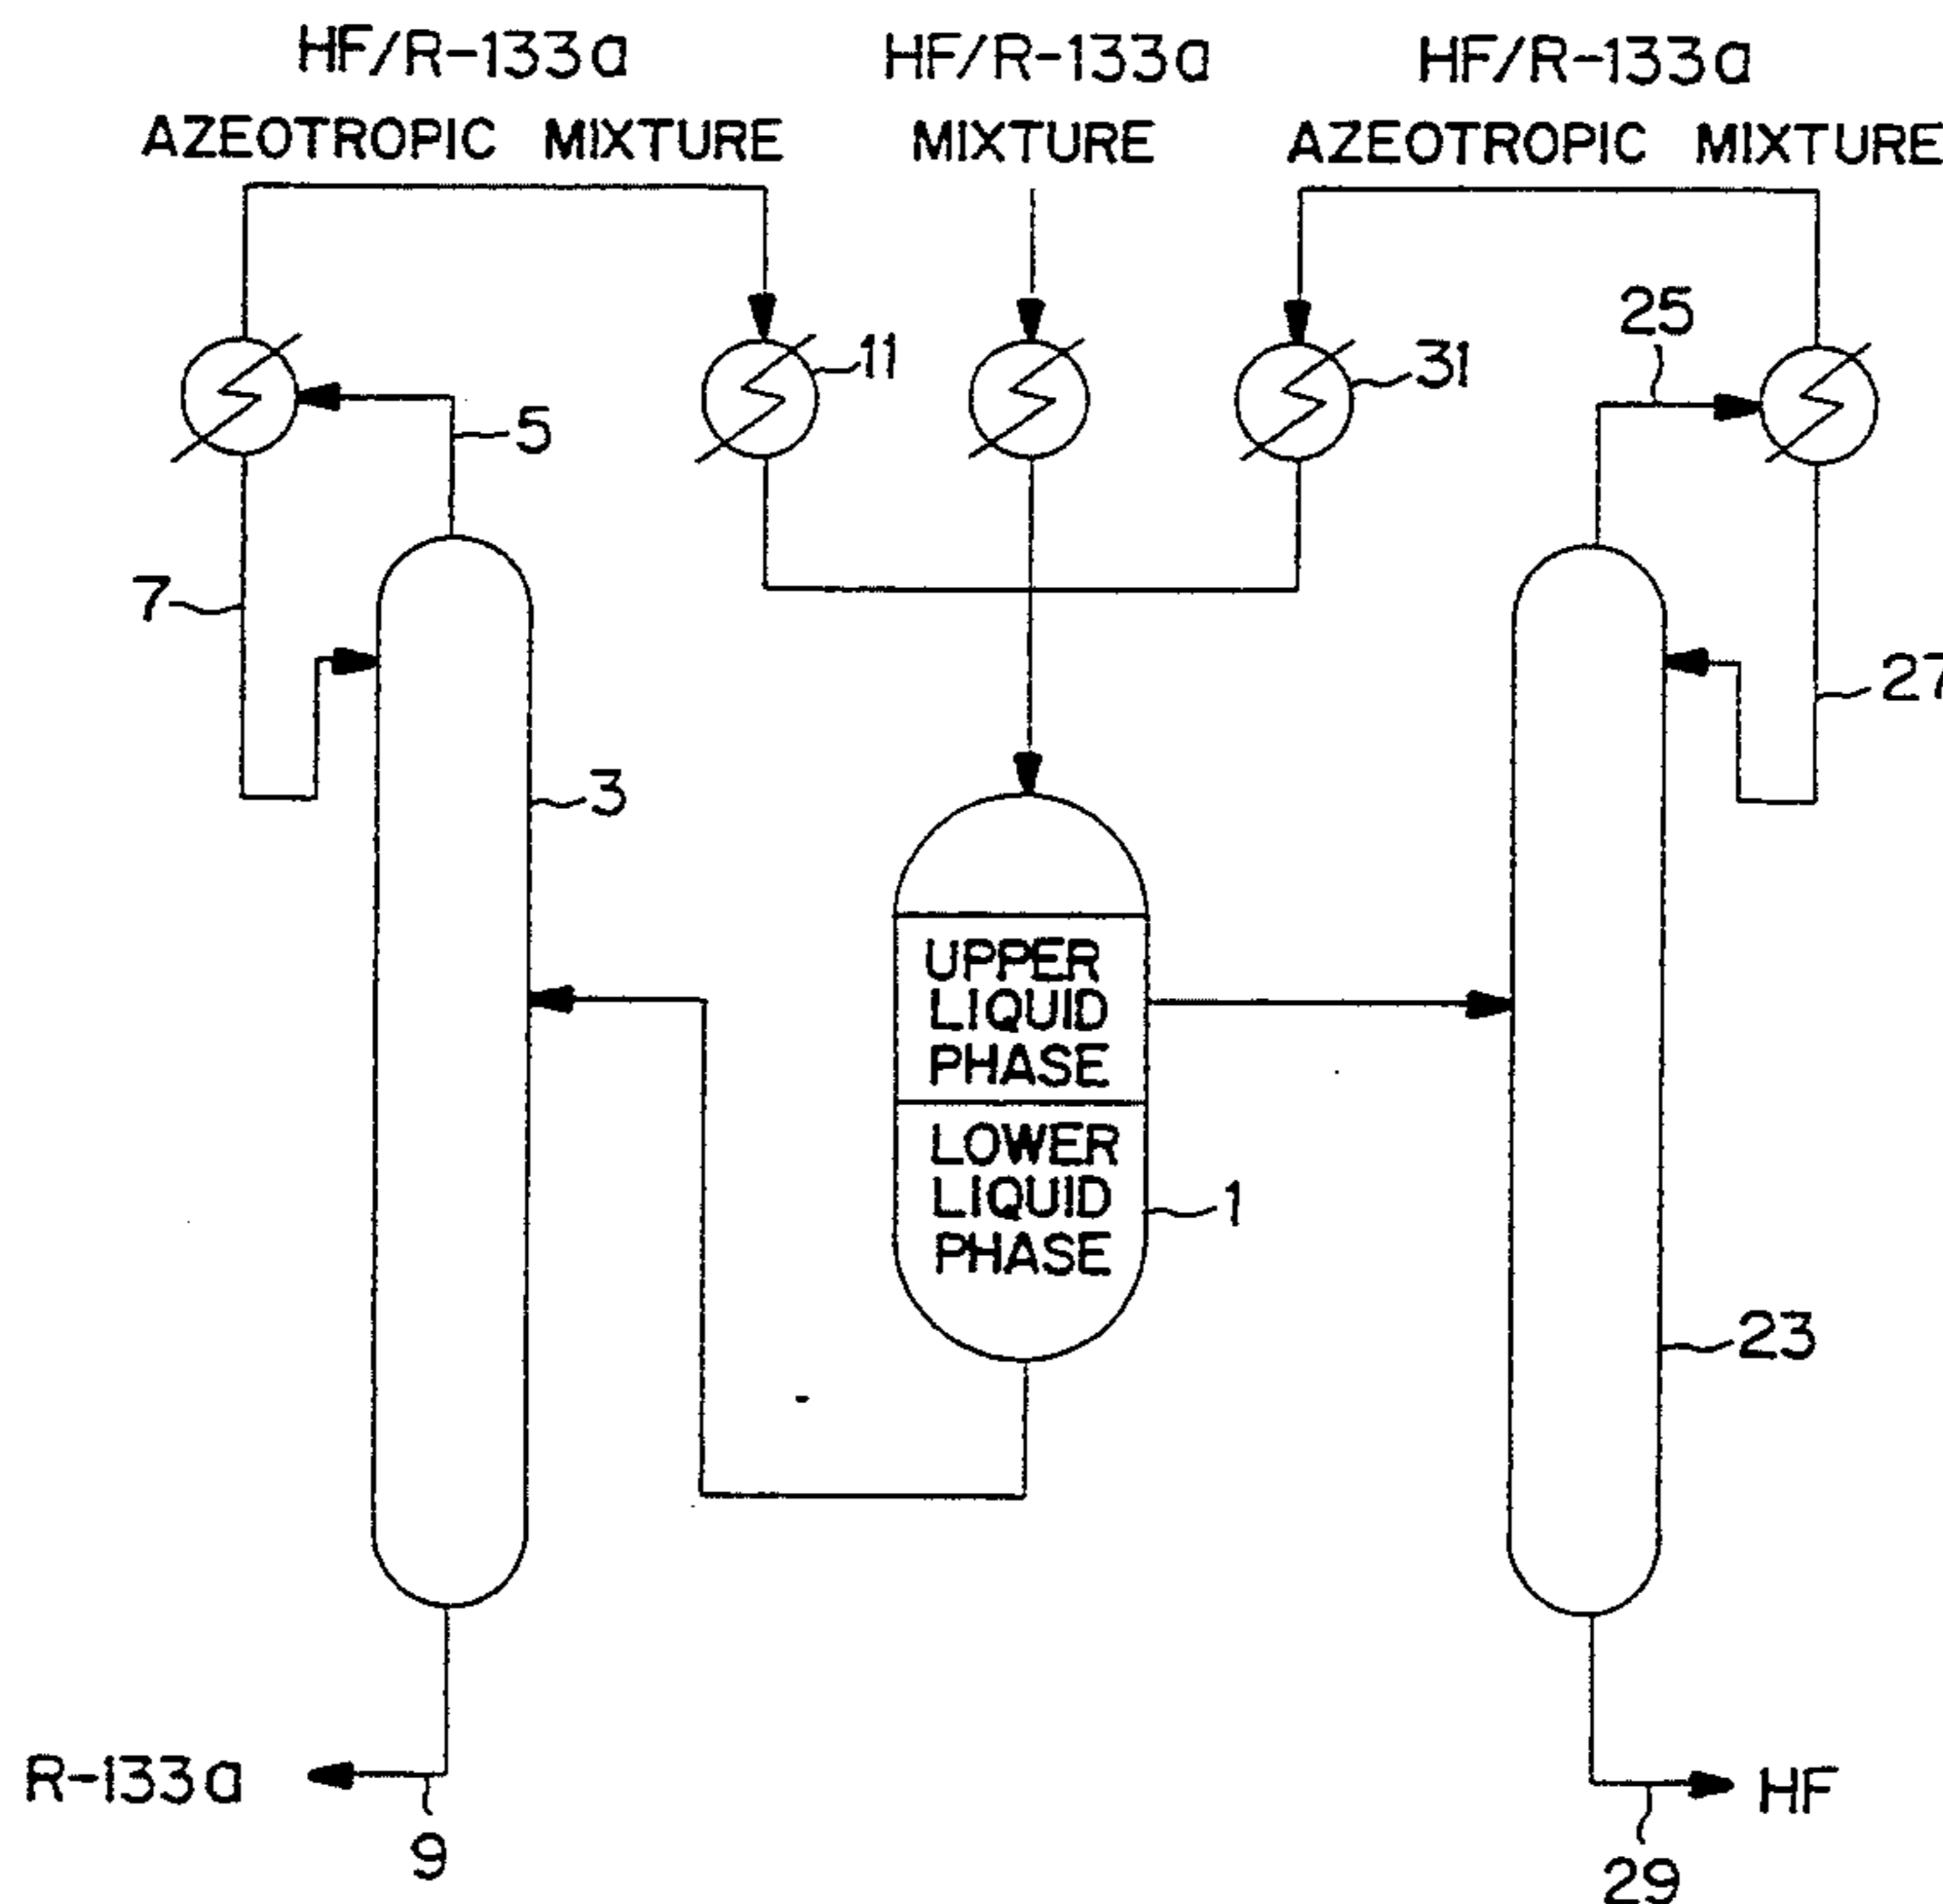 HF/R-133a
AZEOTROPIC MIXTURE
HF/R-133a
MIXTURE
HF/R-133a
AZEOTROPIC MIXTURE
11
31
25
5
7
27
3
UPPER
LIQUID
PHASE
LOWER
LIQUID
PHASE
1
23
R-133a
9
HF
29